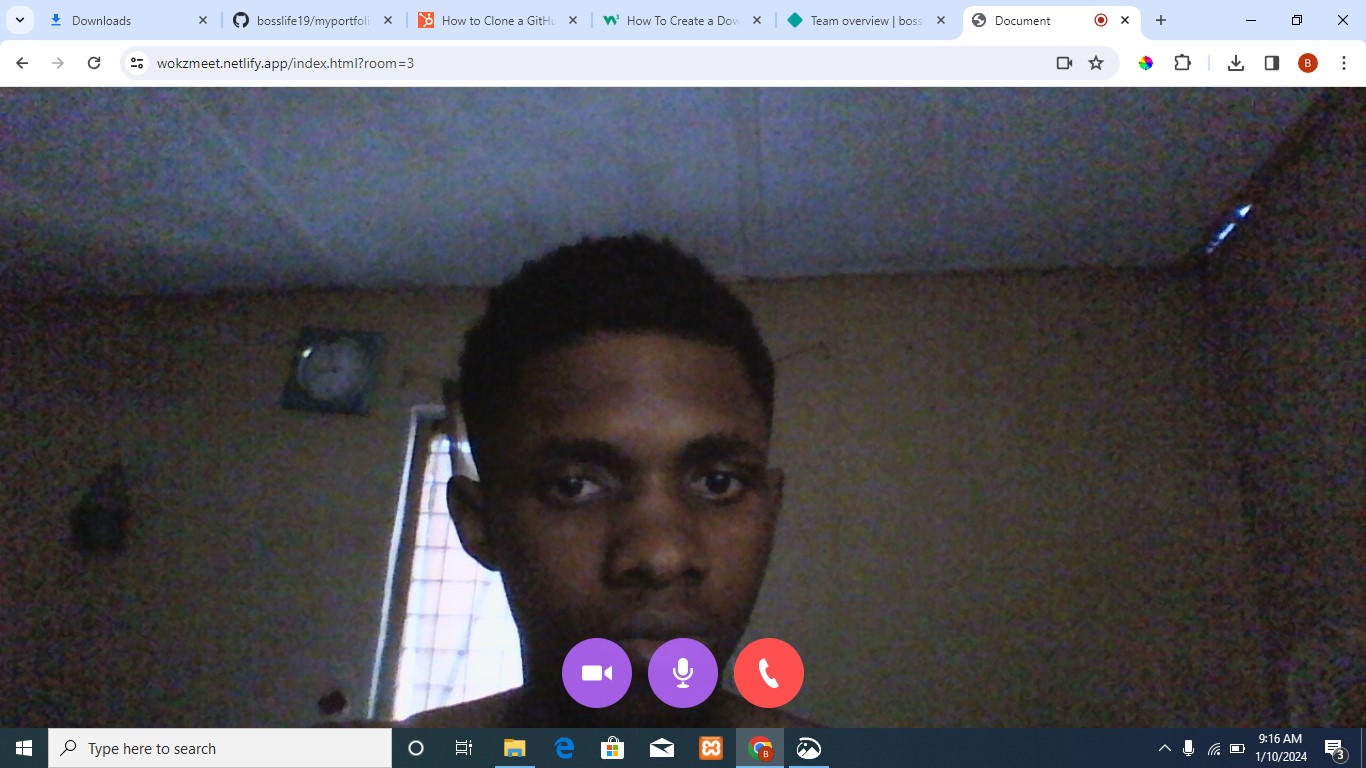 Downloads
bosslife19/myportfoli
How to Clone a GitHu
How To Create a Dow
Team overview | boss
Document
wokzmeet.netlify.app/index.html?room=3
B
Type here to search
B
9:16 AM
1/10/2024
3